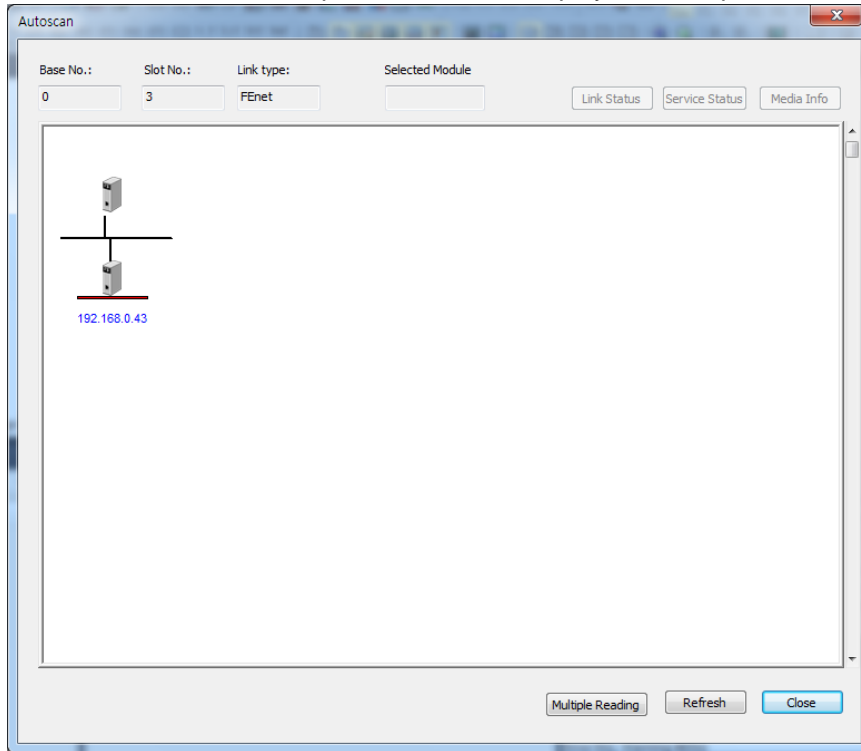 Autoscan
Base No.: Slot No.: Link type: Selected Module
0 3 FEnet
Link Status Service Status Media Info
192.168.0.43
Multiple Reading Refresh Close